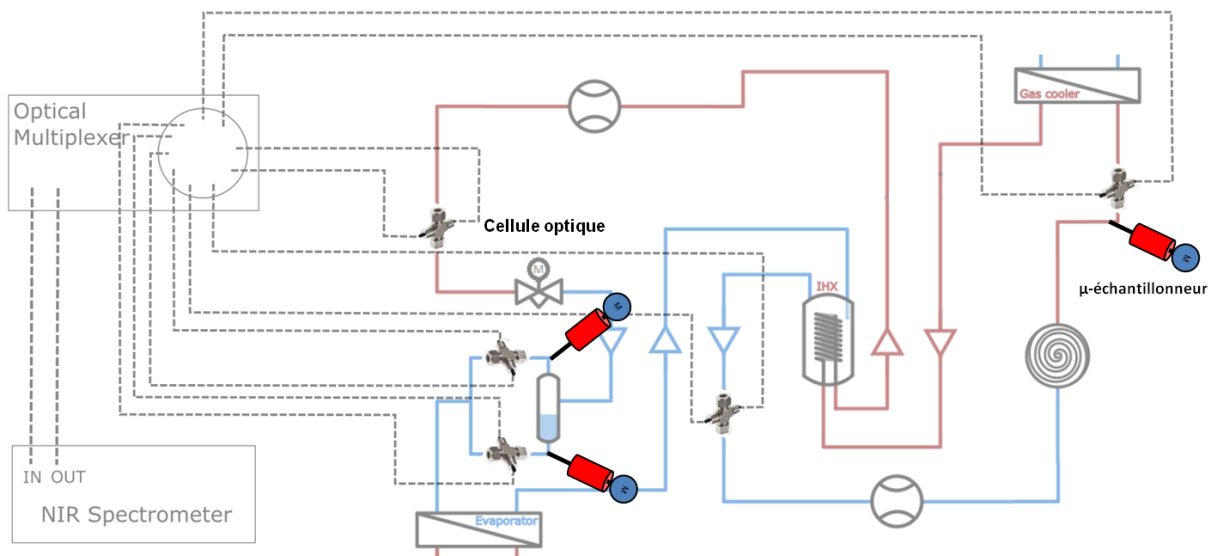 Optical
Multiplexer
Gas cooler
Cellule optique
M
M
M
IHX
µ-échantillonneur
M
IN OUT
NIR Spectrometer
Evaporator